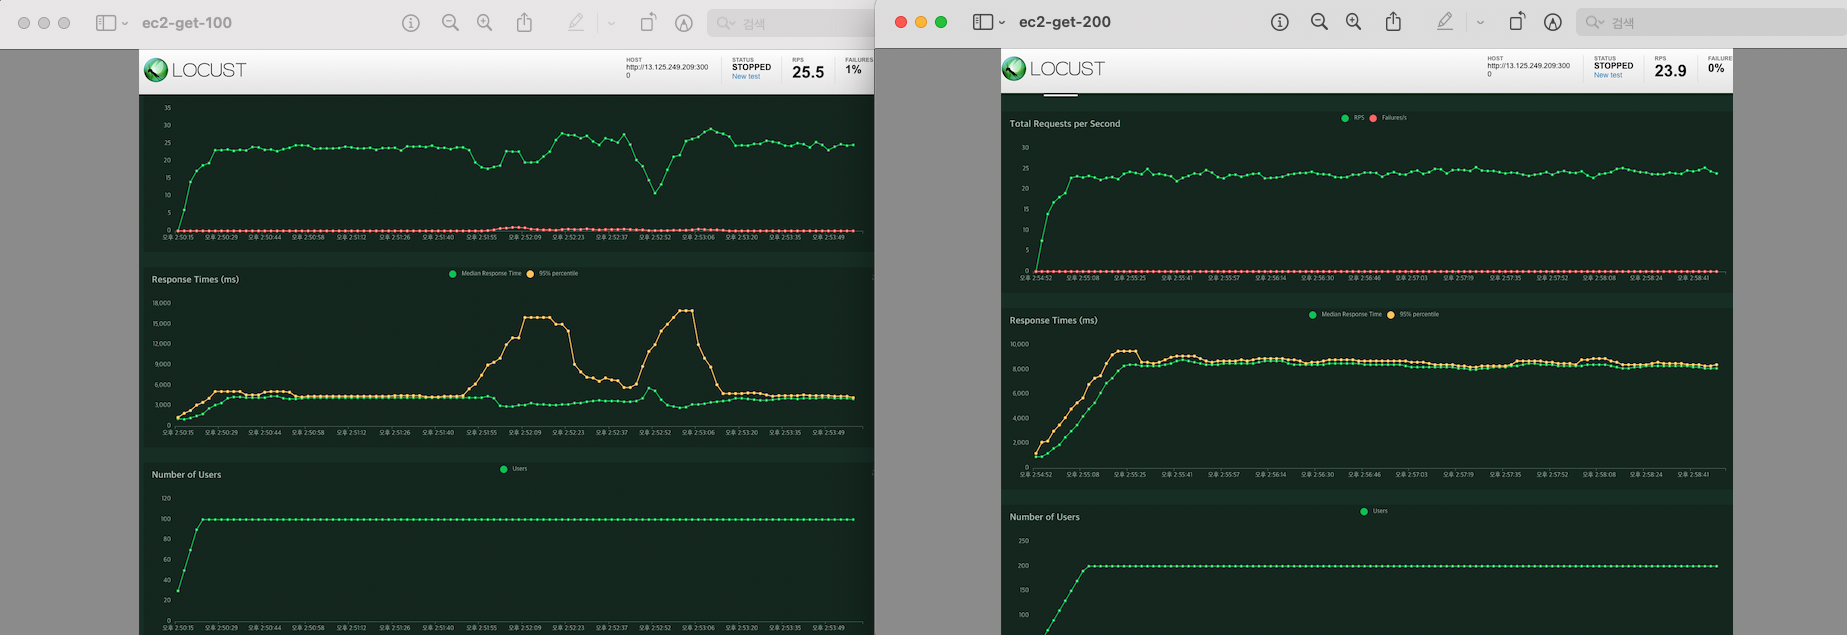 ec2-get-100
검색
LOCUST
HOST
http://13.125.249.209:300
0
STATUS
STOPPED
New test
RPS
25.5
FAILURES
1%
35
30
25
20
15
10
5
0
오후 2:50:15 오후 2:50:29 오후 2:50:44 오후 2:50:58 오후 2:51:12 오후 2:51:26 오후 2:51:40 오후 2:51:55 오후 2:52:09 오후 2:52:23 오후 2:52:37 오후 2:52:52 오후 2:53:06 오후 2:53:20 오후 2:53:35 오후 2:53:49
Response Times (ms)
Median Response Time 95% percentile
18,000
15,000
12,000
9,000
6,000
3,000
0
오후 2:50:15 오후 2:50:29 오후 2:50:44 오후 2:50:58 오후 2:51:12 오후 2:51:26 오후 2:51:40 오후 2:51:55 오후 2:52:09 오후 2:52:23 오후 2:52:37 오후 2:52:52 오후 2:53:06 오후 2:53:20 오후 2:53:35 오후 2:53:49
Number of Users
Users
120
100
80
60
40
20
0
오후 2:50:15 오후 2:50:29 오후 2:50:44 오후 2:50:58 오후 2:51:12 오후 2:51:26 오후 2:51:40 오후 2:51:55 오후 2:52:09 오후 2:52:23 오후 2:52:37 오후 2:52:52 오후 2:53:06 오후 2:53:20 오후 2:53:35 오후 2:53:49
ec2-get-200
검색
LOCUST
HOST
http://13.125.249.209:300
0
STATUS
STOPPED
New test
RPS
23.9
FAILURE
0%
Total Requests per Second
RPS Failures/s
30
25
20
15
10
5
0
오후 2:54:52 오후 2:55:08 오후 2:55:25 오후 2:55:41 오후 2:55:57 오후 2:56:14 오후 2:56:30 오후 2:56:46 오후 2:57:03 오후 2:57:19 오후 2:57:35 오후 2:57:52 오후 2:58:08 오후 2:58:24 오후 2:58:41
Response Times (ms)
Median Response Time 95% percentile
10,000
8,000
6,000
4,000
2,000
0
오후 2:54:52 오후 2:55:08 오후 2:55:25 오후 2:55:41 오후 2:55:57 오후 2:56:14 오후 2:56:30 오후 2:56:46 오후 2:57:03 오후 2:57:19 오후 2:57:35 오후 2:57:52 오후 2:58:08 오후 2:58:24 오후 2:58:41
Number of Users
Users
250
200
150
100